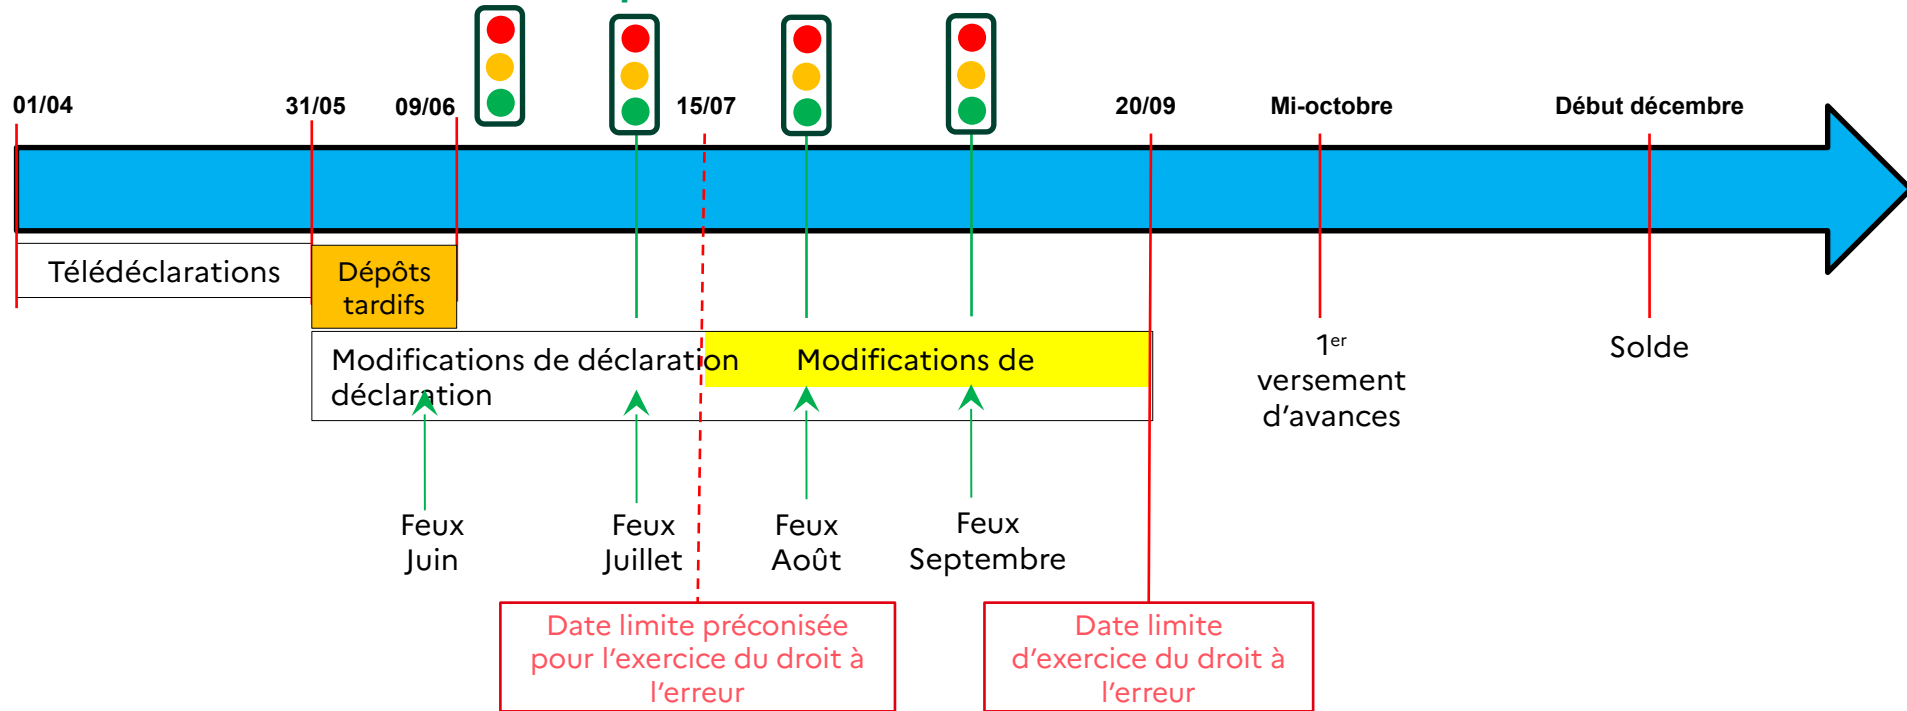 01/04
31/05
09/06
15/07
20/09
Mi-octobre
Début décembre
Télédéclarations
Dépôts
tardifs
Modifications de déclaration
Modifications de
déclaration
1er
versement
d'avances
Solde
Feux
Juin
Feux
Juillet
Feux
Août
Feux
Septembre
Date limite préconisée
pour l'exercice du droit à
l'erreur
Date limite
d'exercice du droit à
l'erreur